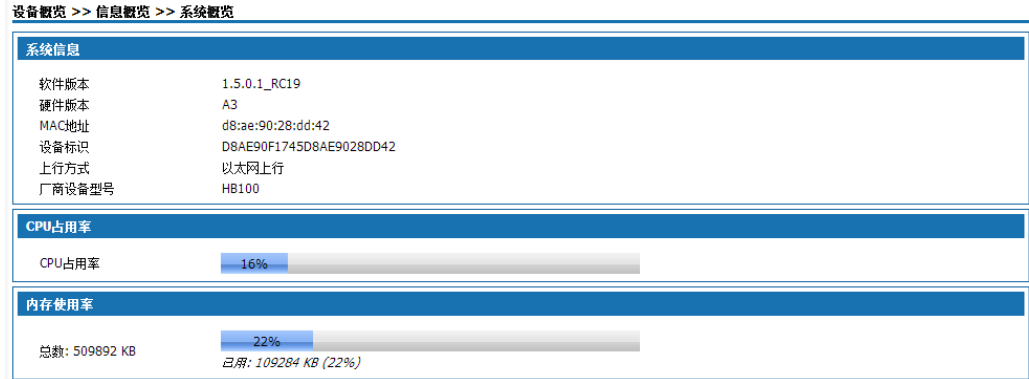 设备概览 >> 信息概览 >> 系统概览
系统信息
软件版本 1.5.0.1_RC19
硬件版本 A3
MAC地址 d8:ae:90:28:dd:42
设备标识 D8AE90F1745D8AE9028DD42
上行方式 以太网上行
厂商设备型号 HB100
CPU占用率
CPU占用率 16%
内存使用率
总数: 509892 KB 22%
已用: 109284 KB (22%)